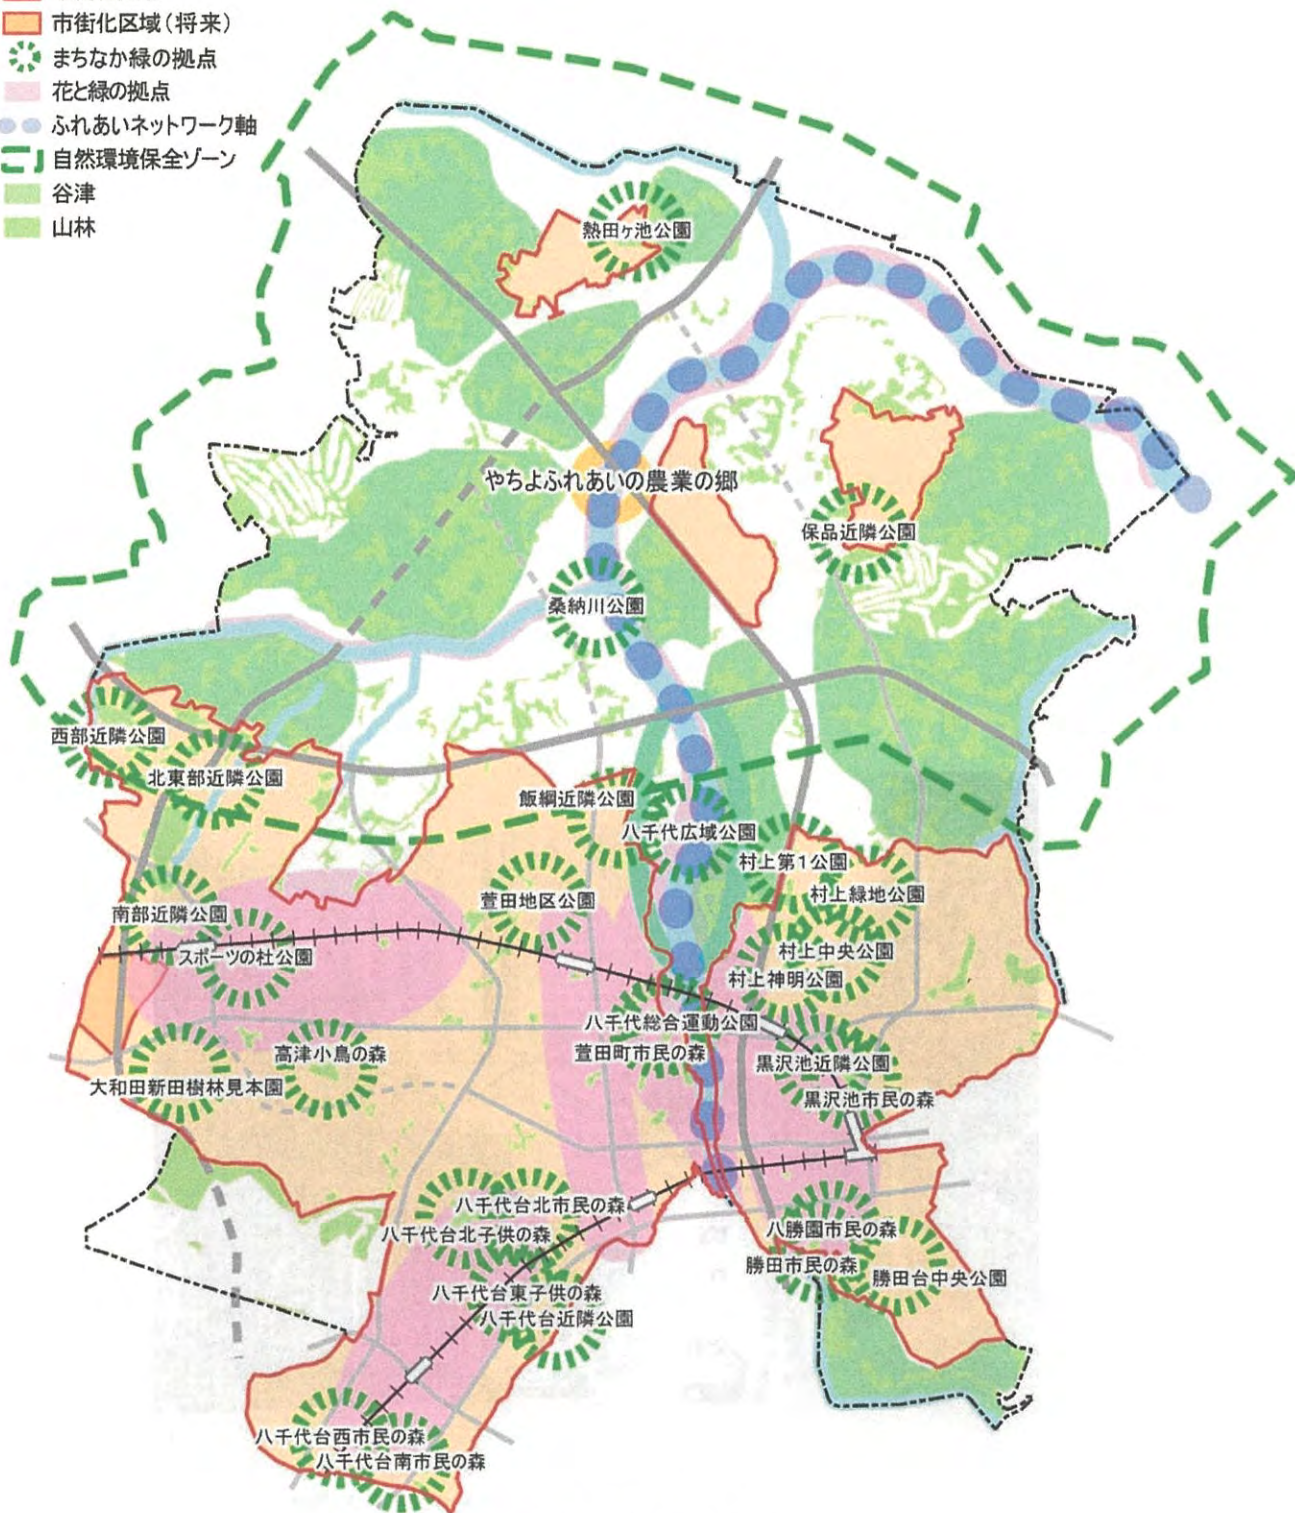 市街化区域(将来)
まちなか緑の拠点
花と緑の拠点
ふれあいネットワーク軸
自然環境保全ゾーン
谷津
山林
熱田ヶ池公園
やちよふれあいの農業の郷
保品近隣公園
桑納川公園
西部近隣公園
北東部近隣公園
飯綱近隣公園
八千代広域公園
村上第1公園
村上緑地公園
萱田地区公園
南部近隣公園
スポーツの杜公園
村上中央公園
村上神明公園
八千代総合運動公園
萱田町市民の森
高津小鳥の森
黒沢池近隣公園
大和田新田樹林見本園
黒沢池市民の森
八千代台北市民の森
八千代台北子供の森
八勝園市民の森
勝田市民の森
勝田台中央公園
八千代台東子供の森
八千代台近隣公園
八千代台西市民の森
八千代台南市民の森